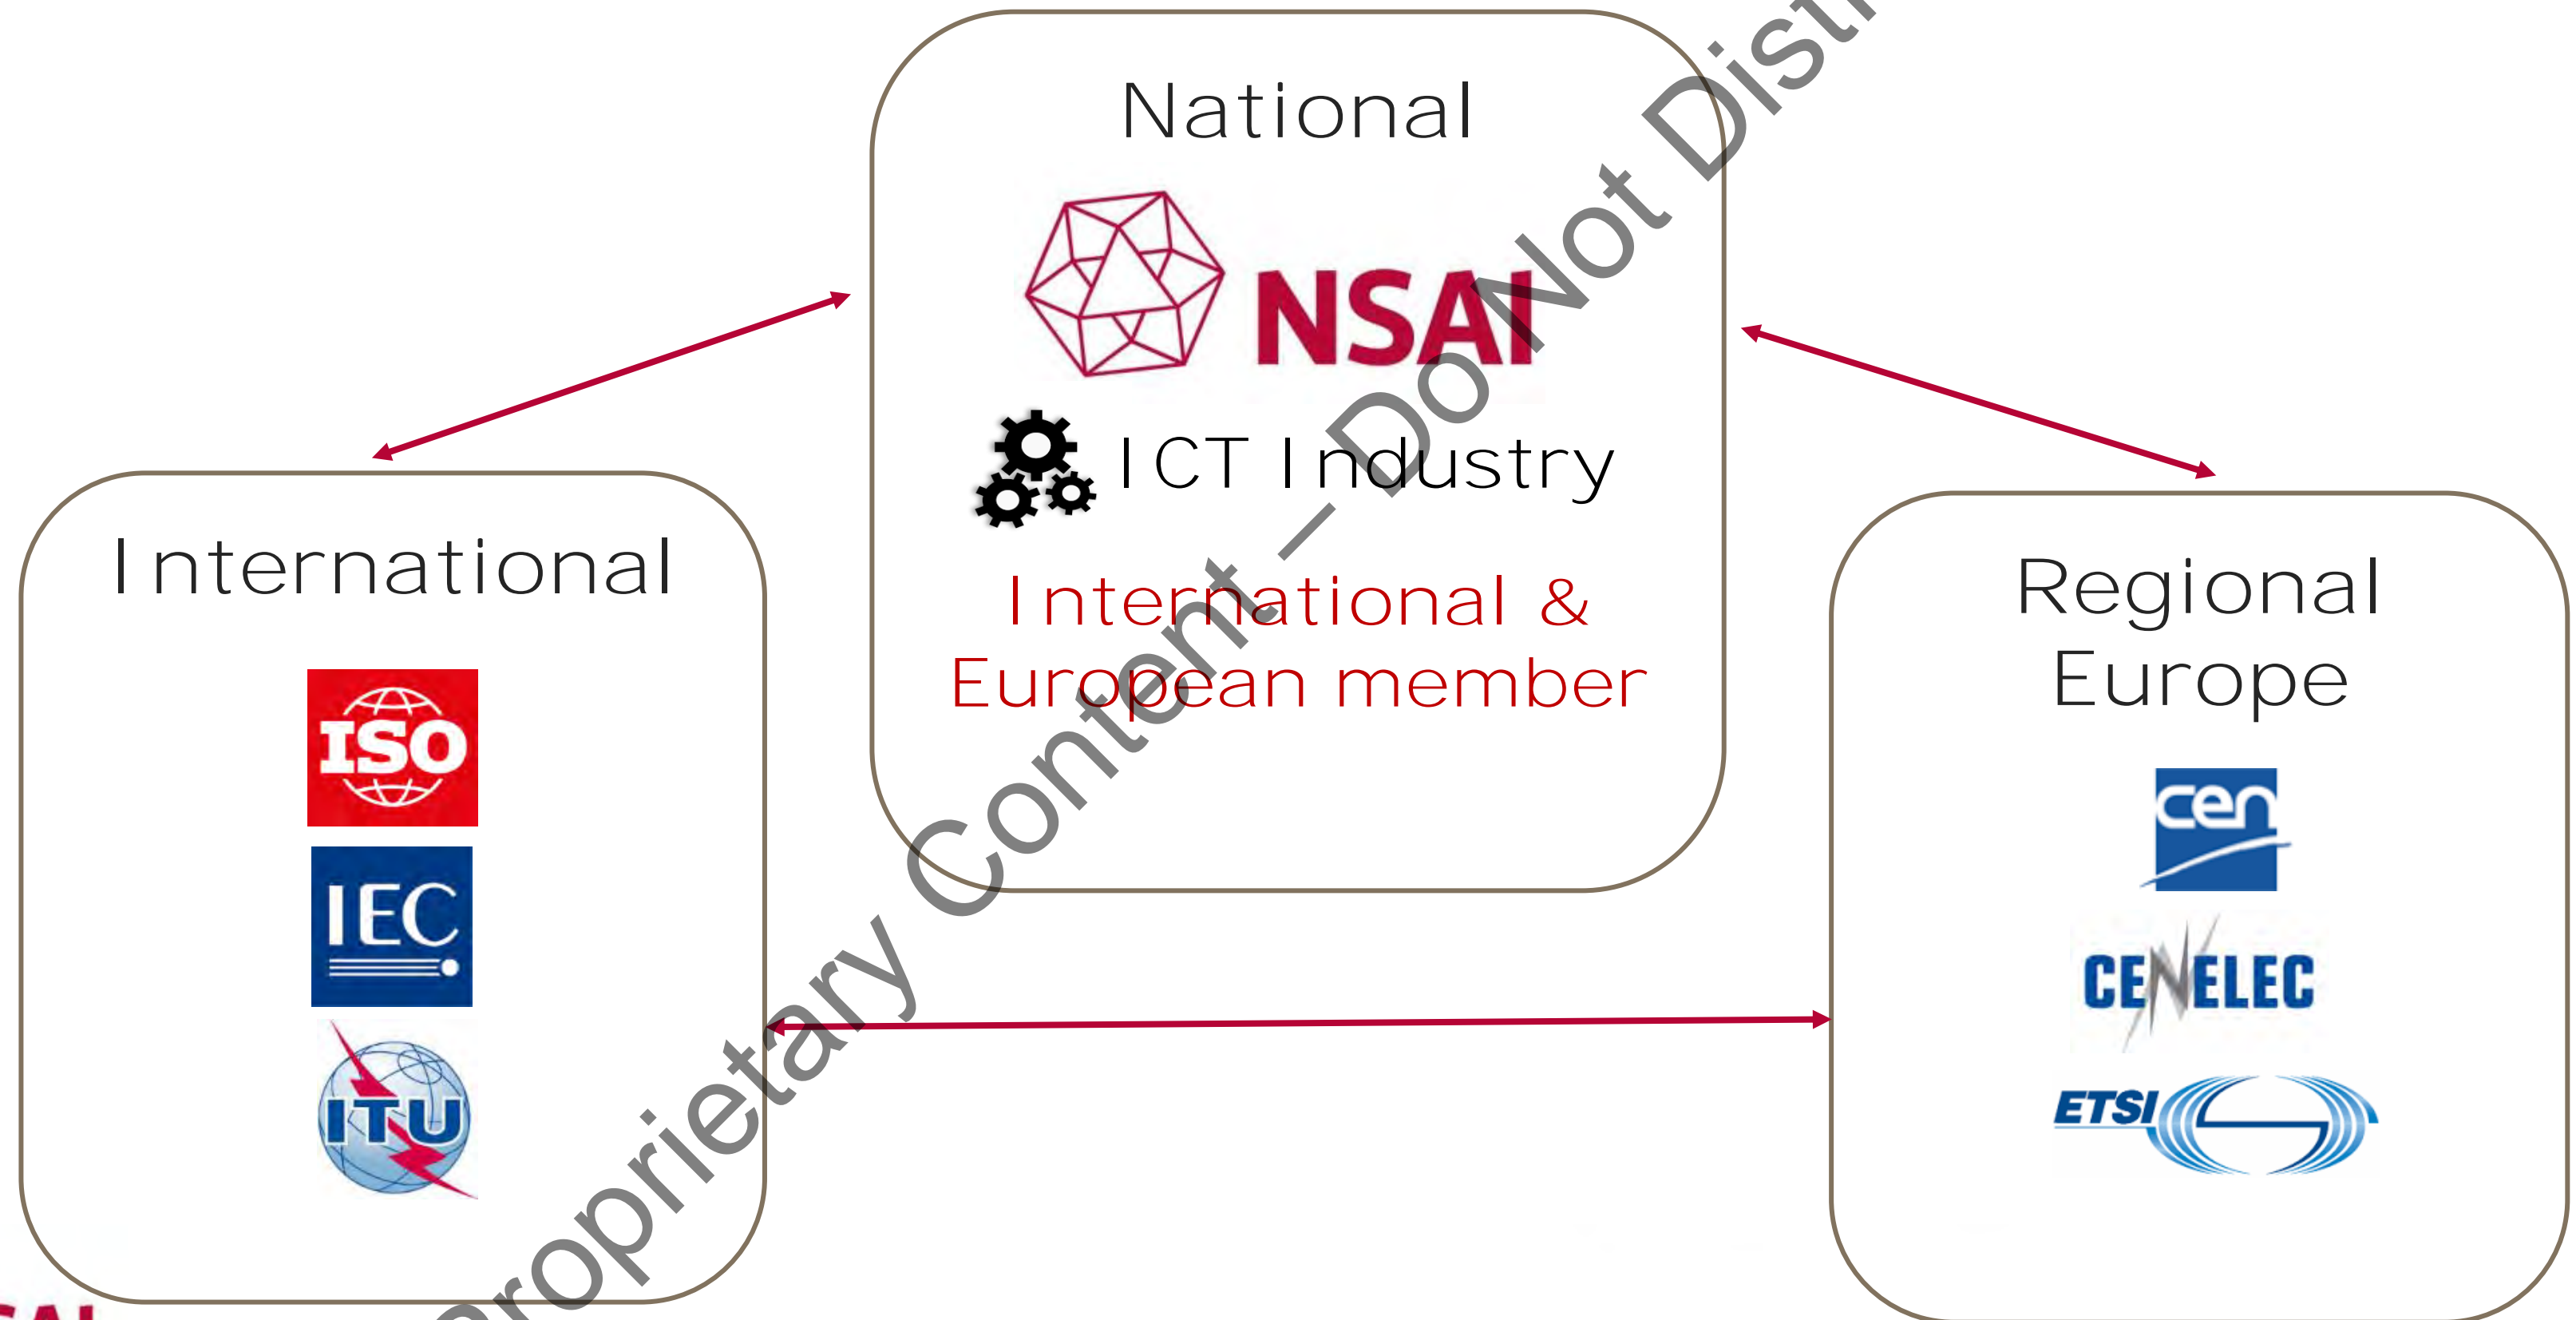 National
NSAI
ICT Industry
International &
European member
International
ISO
IEC
ITU
Regional
Europe
cen
CENELEC
ETSI
Proprietary Content – Do Not